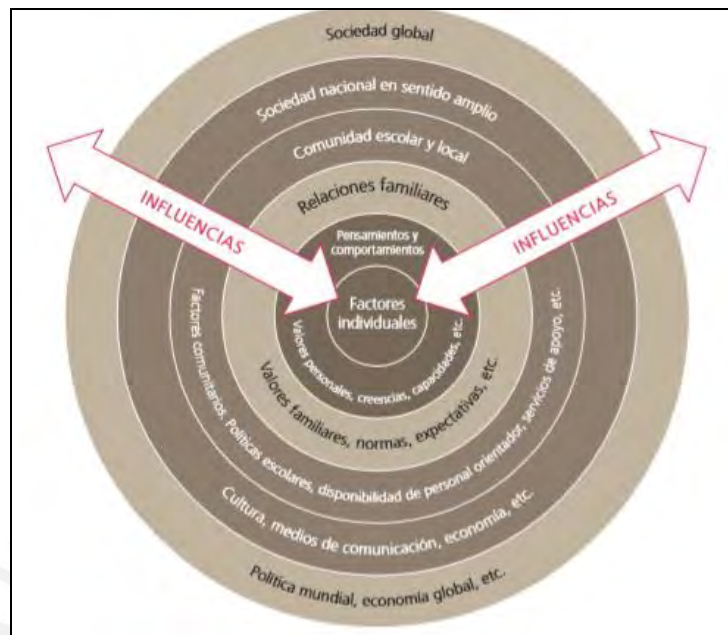 Sociedad global
Sociedad nacional en sentido amplio
Comunidad escolar y local
Relaciones familiares
Pensamientos y
comportamientos
INFLUENCIAS
INFLUENCIAS
Factores
individuales
Valores personales, creencias, capacidades, etc.
Valores familiares, normas, expectativas, etc.
Factores comunitarios. Políticas escolares, disponibilidad de personal orientador, servicios de apoyo, etc.
Cultura, medios de comunicación, economía, etc.
Política mundial, economía global, etc.